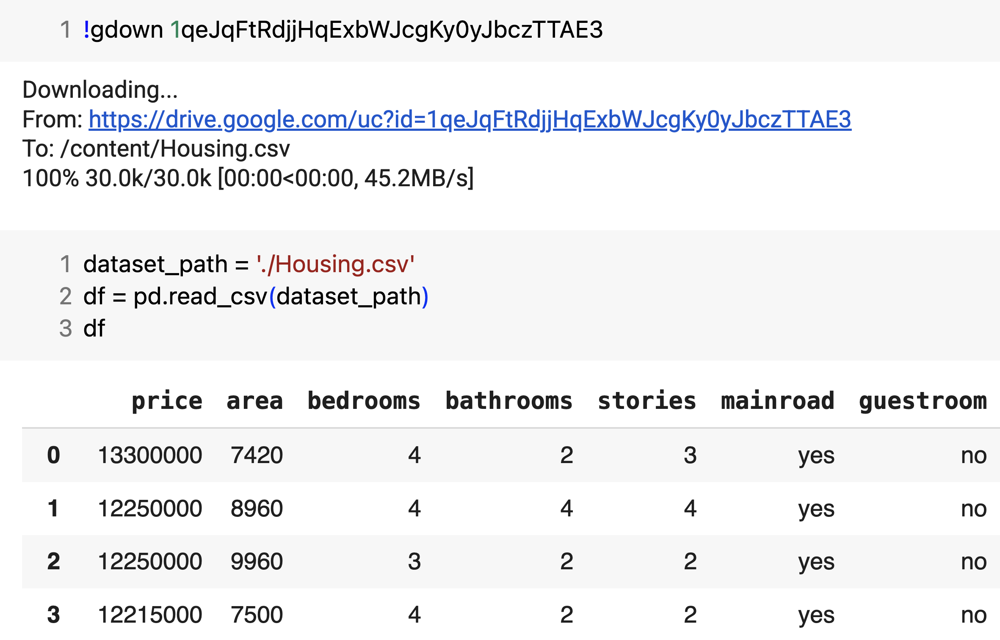 1 !gdown 1qeJqFtRdjjHqExbWJcgKy0yJbczTTAE3
Downloading...
From: https://drive.google.com/uc?id=1qeJqFtRdjjHqExbWJcgKy0yJbczTTAE3
To: /content/Housing.csv
100% 30.0k/30.0k [00:00<00:00, 45.2MB/s]
1 dataset_path = './Housing.csv'
2 df = pd.read_csv(dataset_path)
3 df
price area bedrooms bathrooms stories mainroad guestroom
0 13300000 7420 4 2 3 yes no
1 12250000 8960 4 4 4 yes no
2 12250000 9960 3 2 2 yes no
3 12215000 7500 4 2 2 yes no